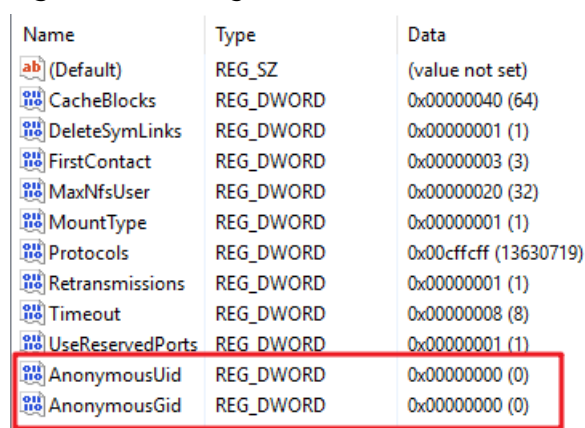 Name Type Data
(Default) REG_SZ (value not set)
CacheBlocks REG_DWORD 0x00000040 (64)
DeleteSymLinks REG_DWORD 0x00000001 (1)
FirstContact REG_DWORD 0x00000003 (3)
MaxNfsUser REG_DWORD 0x00000020 (32)
MountType REG_DWORD 0x00000001 (1)
Protocols REG_DWORD 0x00cffcff (13630719)
Retransmissions REG_DWORD 0x00000001 (1)
Timeout REG_DWORD 0x00000008 (8)
UseReservedPorts REG_DWORD 0x00000001 (1)
AnonymousUid REG_DWORD 0x00000000 (0)
AnonymousGid REG_DWORD 0x00000000 (0)